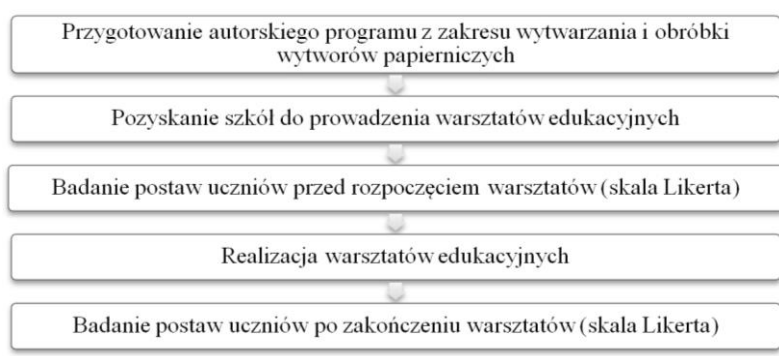 Przygotowanie autorskiego programu z zakresu wytwarzania i obróbki
wytworów papierniczych
Pozyskanie szkół do prowadzenia warsztatów edukacyjnych
Badanie postaw uczniów przed rozpoczęciem warsztatów (skala Likerta)
Realizacja warsztatów edukacyjnych
Badanie postaw uczniów po zakończeniu warsztatów (skala Likerta)